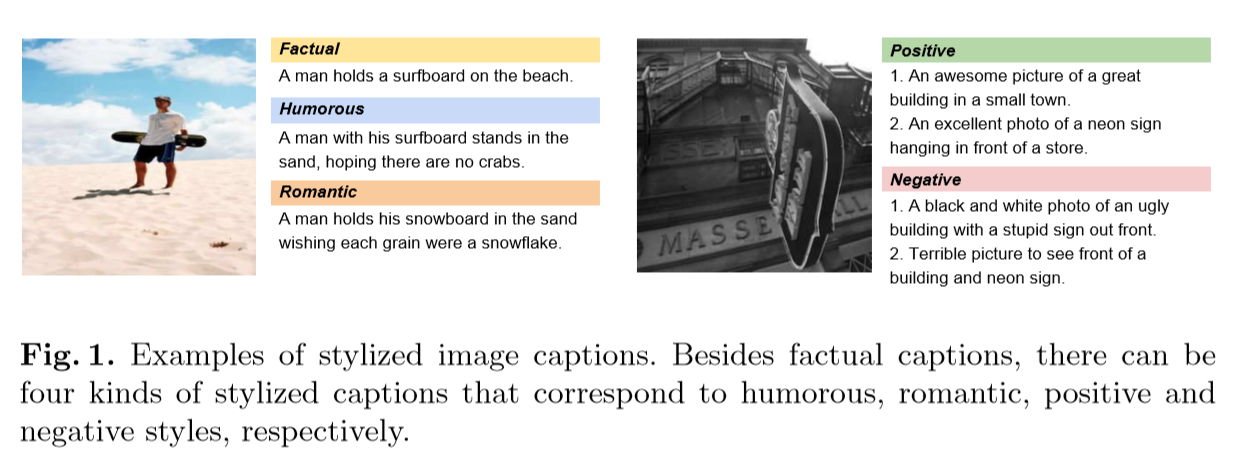 Factual
A man holds a surfboard on the beach.
Humorous
A man with his surfboard stands in the
sand, hoping there are no crabs.
Romantic
A man holds his snowboard in the sand
wishing each grain were a snowflake.
MASSE
LL
Positive
1. An awesome picture of a great
building in a small town.
2. An excellent photo of a neon sign
hanging in front of a store.
Negative
1. A black and white photo of an ugly
building with a stupid sign out front.
2. Terrible picture to see front of a
building and neon sign.
Fig. 1. Examples of stylized image captions. Besides factual captions, there can be
four kinds of stylized captions that correspond to humorous, romantic, positive and
negative styles, respectively.